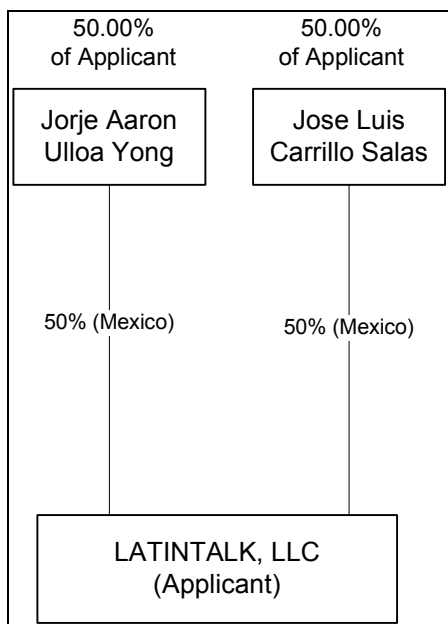 50.00%
of Applicant
50.00%
of Applicant
Jorje Aaron
Ulloa Yong
Jose Luis
Carrillo Salas
50% (Mexico)
50% (Mexico)
LATINTALK, LLC
(Applicant)